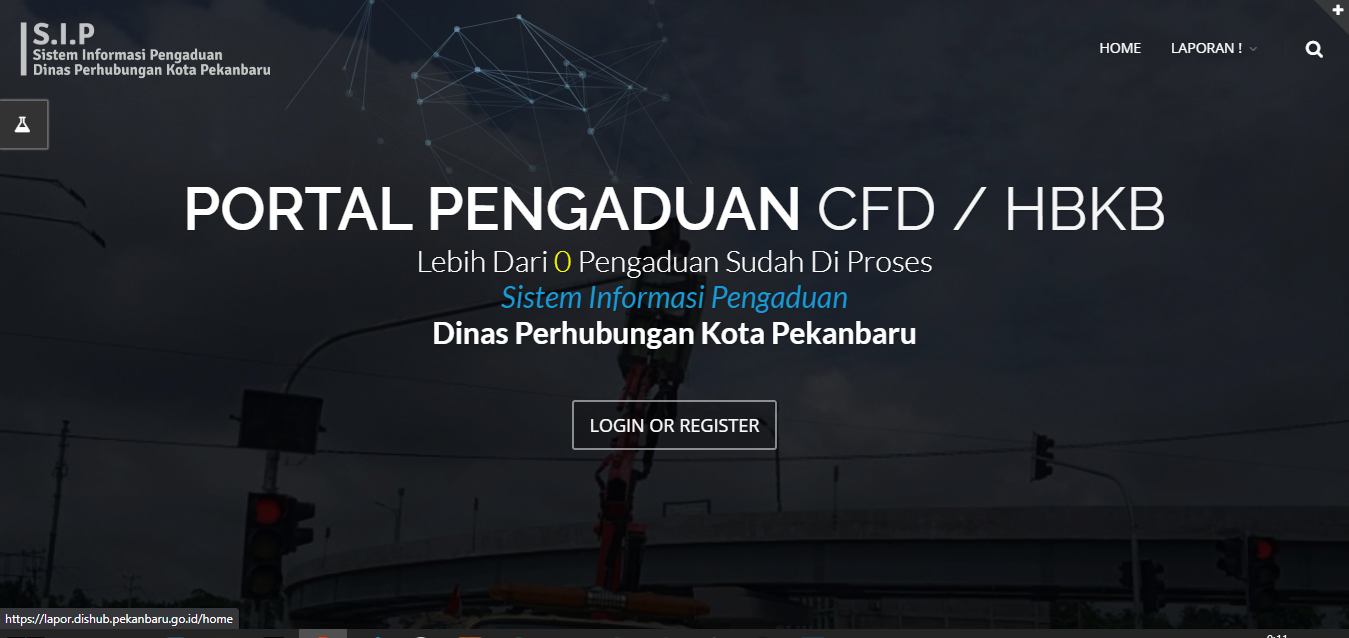 S.I.P
Sistem Informasi Pengaduan
Dinas Perhubungan Kota Pekanbaru
HOME
LAPORAN !
PORTAL PENGADUAN CFD / HBKB
Lebih Dari 0 Pengaduan Sudah Di Proses
Sistem Informasi Pengaduan
Dinas Perhubungan Kota Pekanbaru
LOGIN OR REGISTER
https://lapor.dishub.pekanbaru.go.id/home